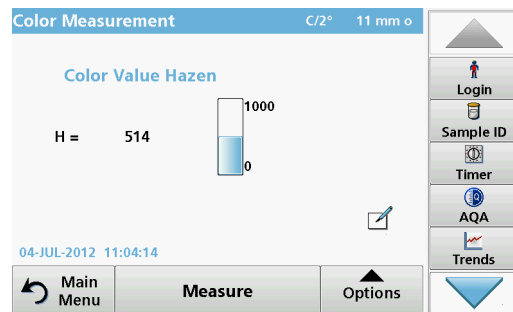 Color Measurement C/2° 11 mm o
Color Value Hazen
1000
H = 514
0
04-JUL-2012 11:04:14
Main Menu
Measure
Options
Login
Sample ID
Timer
AQA
Trends